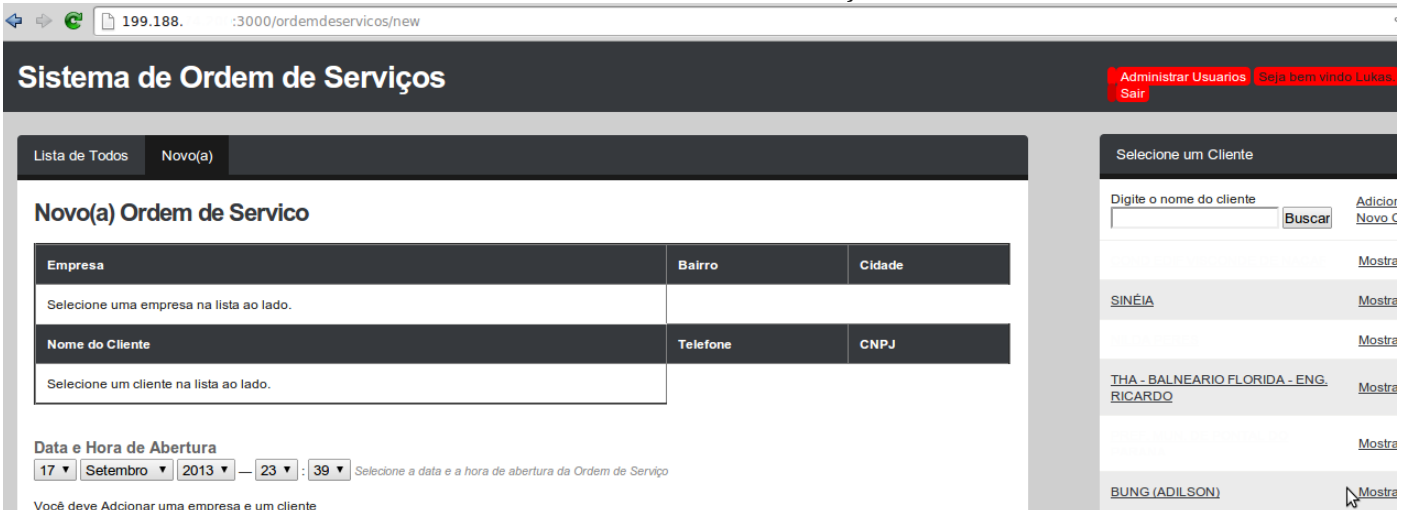 199.188. :3000/ordemdeservicos/new
Sistema de Ordem de Serviços
Administrar Usuarios Seja bem vindo Lukas.
Sair
Lista de Todos Novo(a)
Novo(a) Ordem de Servico
Empresa Bairro Cidade
Selecione uma empresa na lista ao lado.
Nome do Cliente Telefone CNPJ
Selecione um cliente na lista ao lado.
Data e Hora de Abertura
17 Setembro 2013 — 23 : 39 Selecione a data e a hora de abertura da Ordem de Serviço
Você deve Adcionar uma empresa e um cliente
Selecione um Cliente
Digite o nome do cliente
Buscar
Adicior
Novo C
Mostra
SINÉIA Mostra
Mostra
THA - BALNEARIO FLORIDA - ENG.
RICARDO Mostra
Mostra
BUNG (ADILSON) Mostra